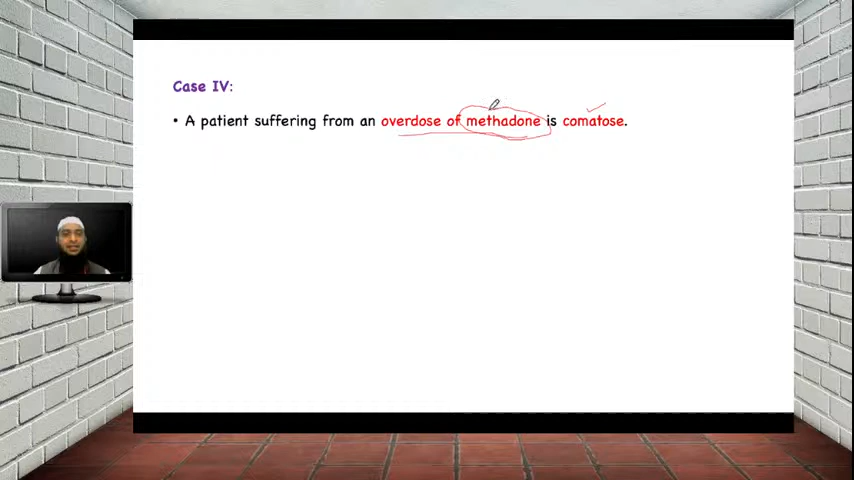 Case IV:
• A patient suffering from an overdose of methadone is comatose.